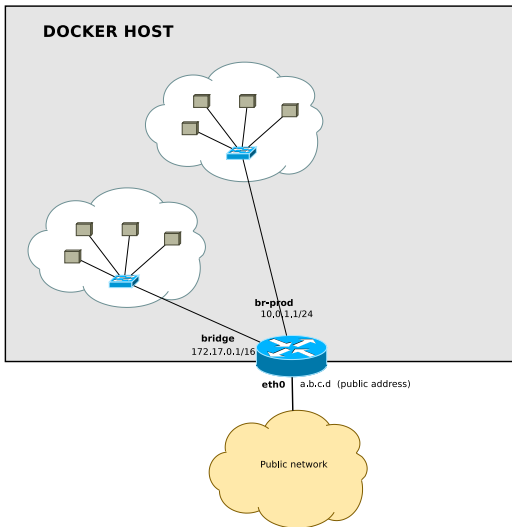 DOCKER HOST
br-prod
10.0.1.1/24
bridge
172.17.0.1/16
eth0 a.b.c.d (public address)
Public network